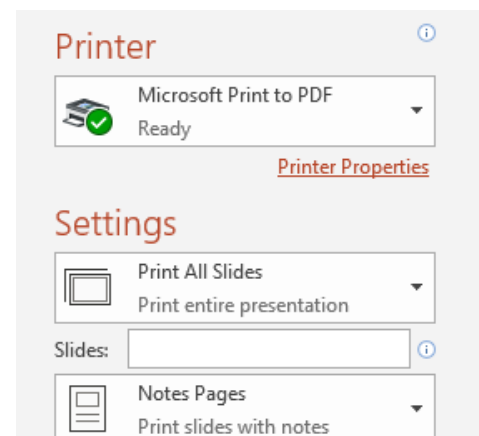 Printer
Microsoft Print to PDF
Ready
Printer Properties
Settings
Print All Slides
Print entire presentation
Slides:
Notes Pages
Print slides with notes